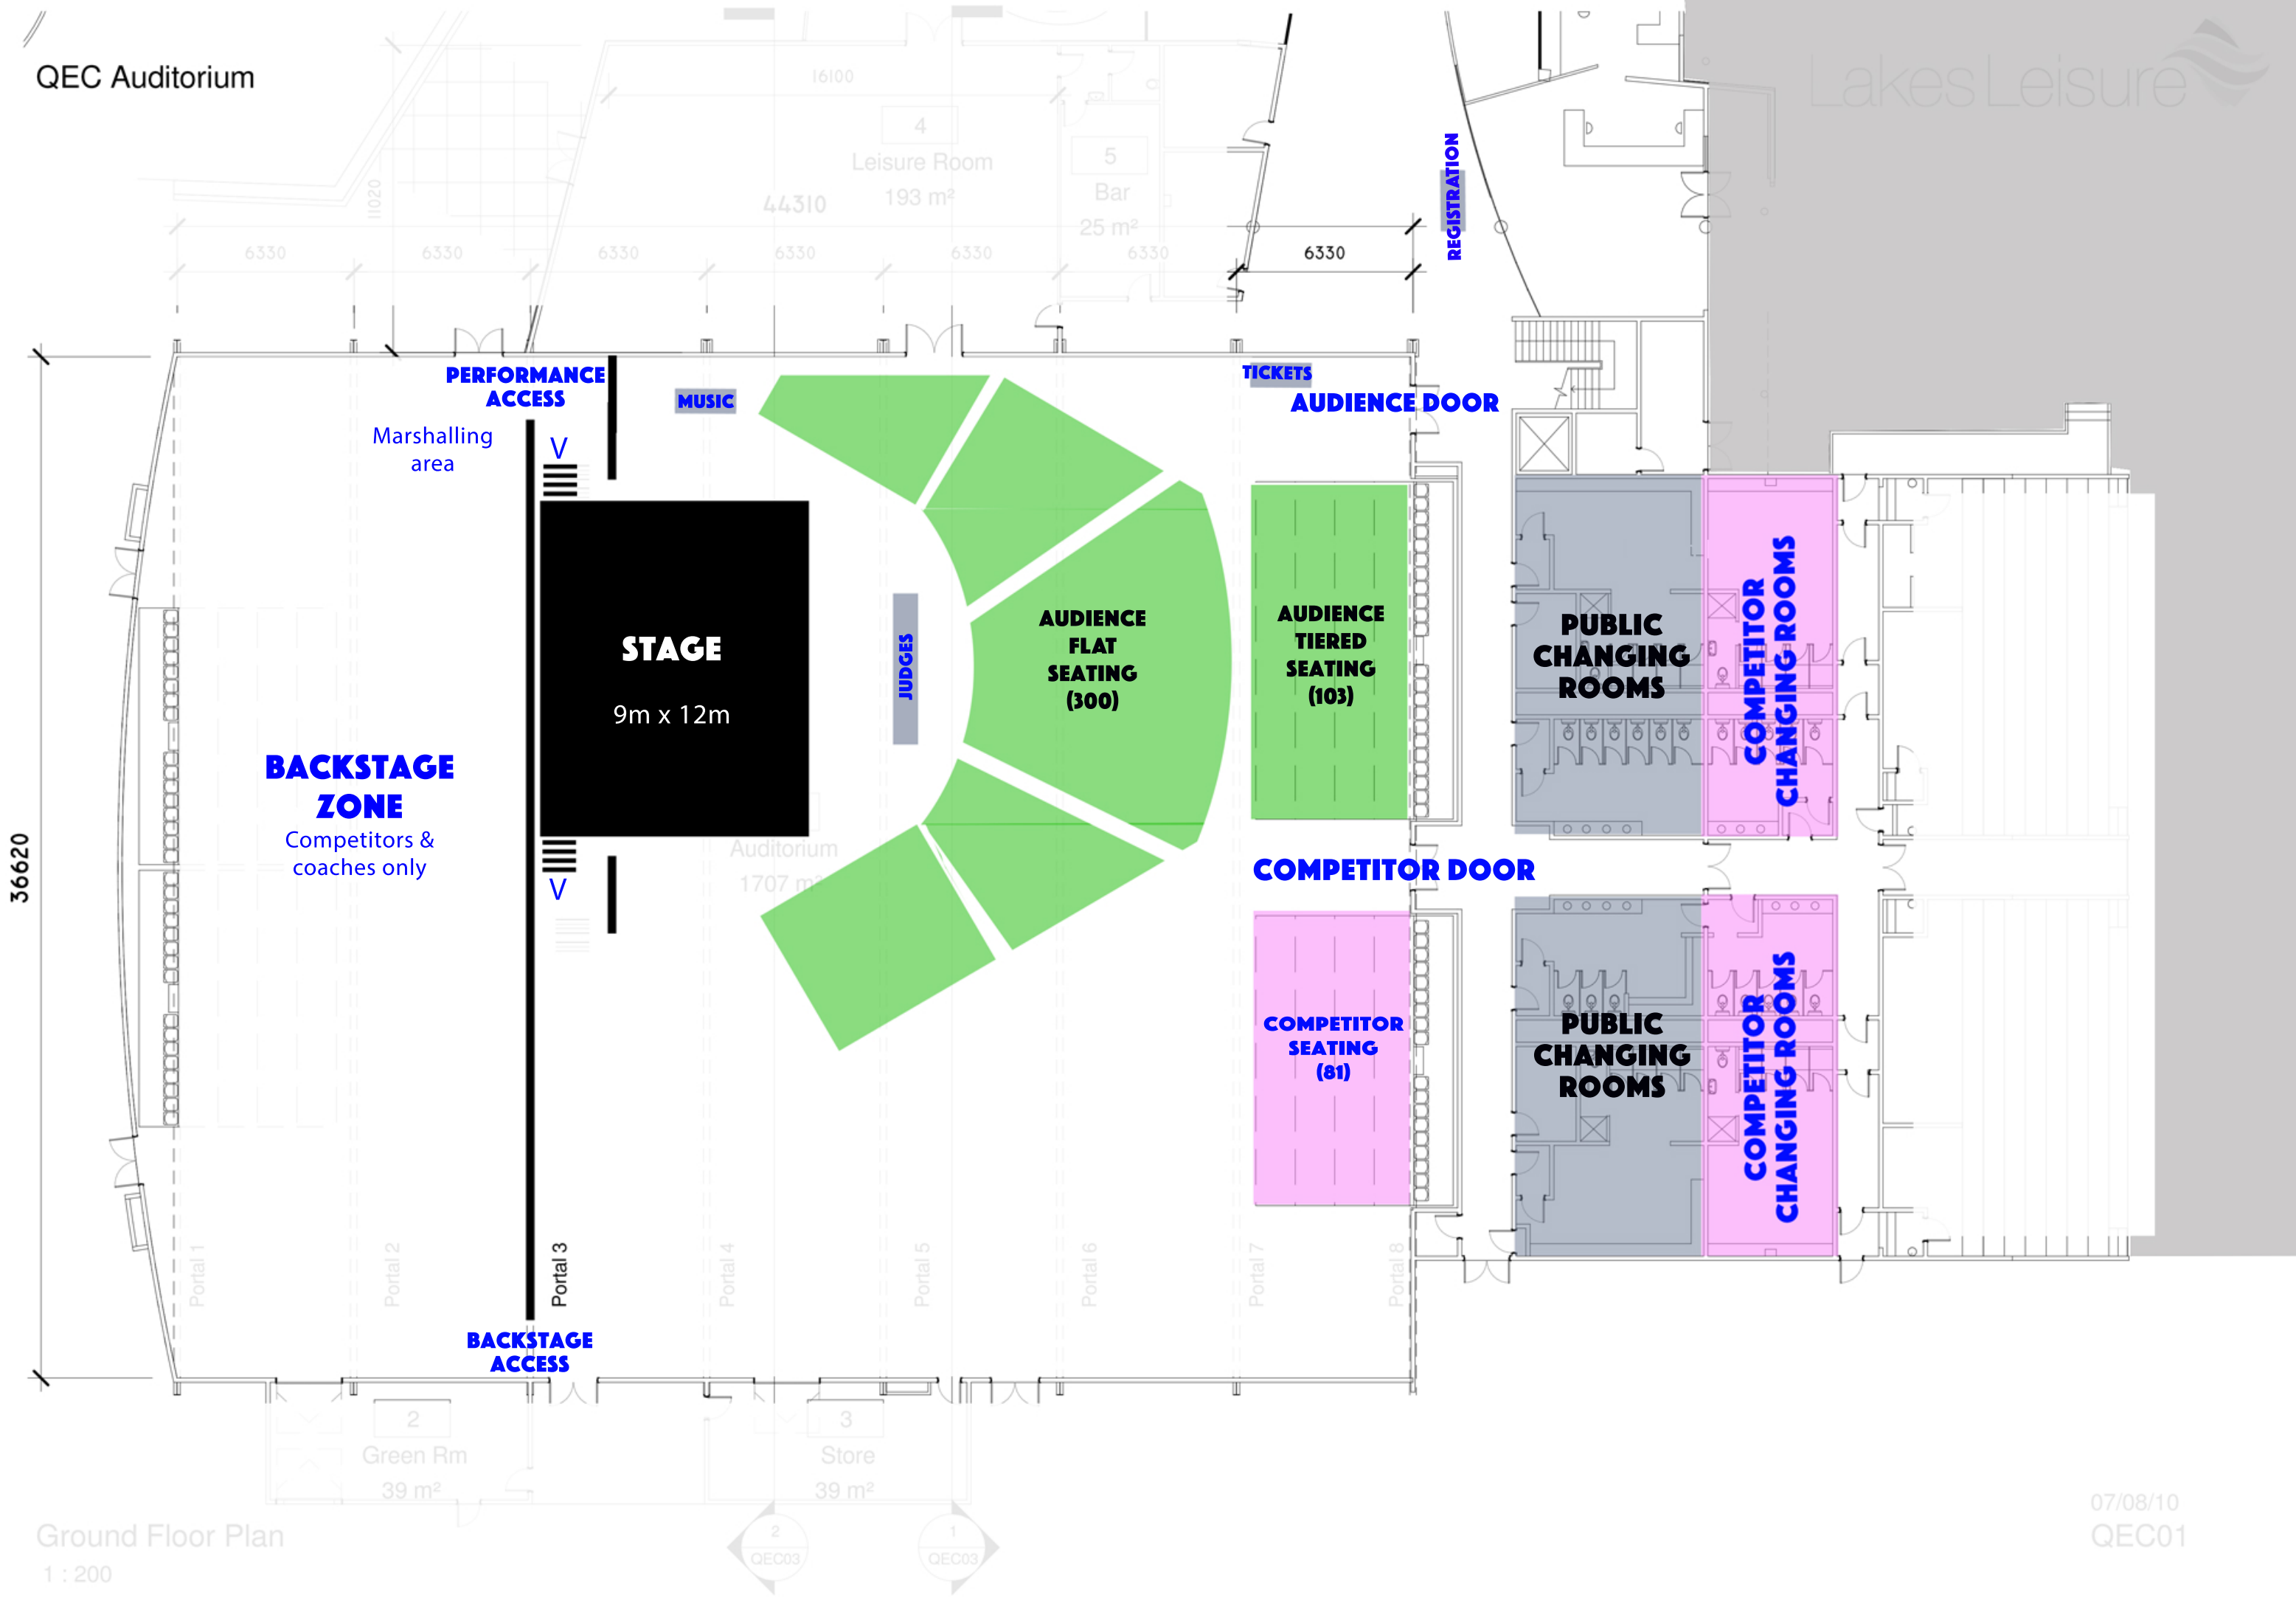 QEC Auditorium
Lakes Leisure
16100
4
Leisure Room
193 m²
5
Bar
25 m²
11020
44310
6330
6330
6330
6330
6330
6330
6330
REGISTRATION
PERFORMANCE
ACCESS
Marshalling
area
V
MUSIC
TICKETS
AUDIENCE DOOR
36620
STAGE
9m x 12m
JUDGES
AUDIENCE
FLAT
SEATING
(300)
AUDIENCE
TIERED
SEATING
(103)
PUBLIC
CHANGING
ROOMS
COMPETITOR
CHANGING ROOMS
BACKSTAGE
ZONE
Competitors &
coaches only
Auditorium
1707 m²
V
COMPETITOR DOOR
COMPETITOR
SEATING
(81)
PUBLIC
CHANGING
ROOMS
COMPETITOR
CHANGING ROOMS
Portal 1
Portal 2
Portal 3
Portal 4
Portal 5
Portal 6
Portal 7
Portal 8
BACKSTAGE
ACCESS
2
Green Rm
39 m²
3
Store
39 m²
Ground Floor Plan
1 : 200
2
QEC03
1
QEC03
07/08/10
QEC01